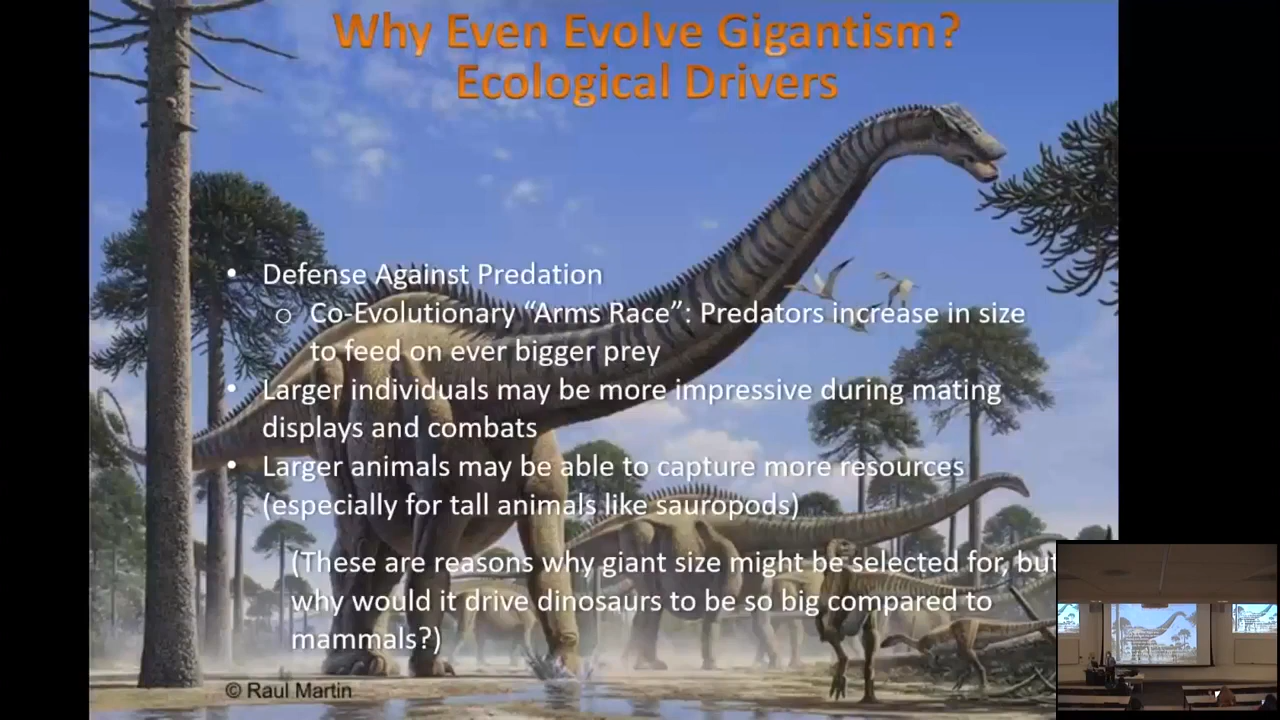 Why Even Evolve Gigantism?
Ecological Drivers
• Defense Against Predation
o Co-Evolutionary “Arms Race”: Predators increase in size
to feed on ever bigger prey
• Larger individuals may be more impressive during mating
displays and combats
• Larger animals may be able to capture more resources
(especially for tall animals like sauropods)
(These are reasons why giant size might be selected for, but
why would it drive dinosaurs to be so big compared to
mammals?)
© Raul Martin